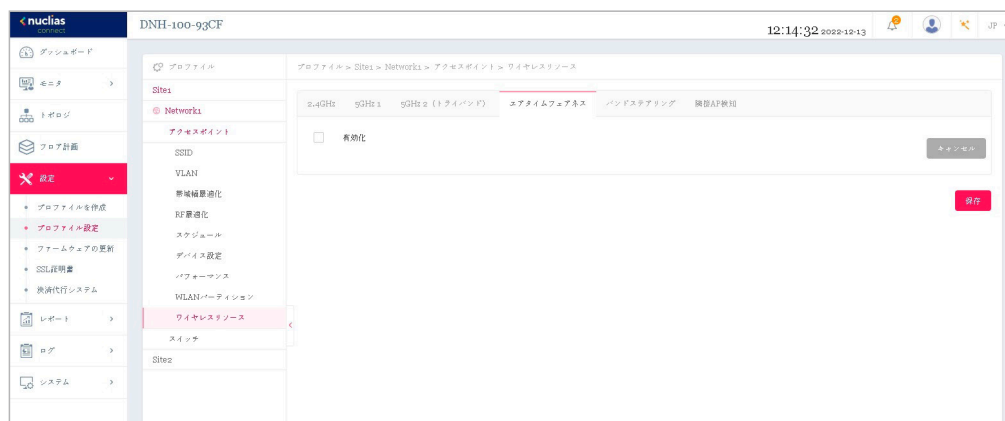 nuclias
connect
DNH-100-93CF
12:14:32 2022-12-13
2
JP
ダッシュボード
モニタ
トポロジ
フロア計画
設定
プロファイルを作成
プロファイル設定
ファームウェアの更新
SSL証明書
決済代行システム
レポート
ログ
システム
プロファイル
Site1
Network1
アクセスポイント
SSID
VLAN
帯域幅最適化
RF最適化
スケジュール
デバイス設定
パフォーマンス
WLANパーティション
ワイヤレスリソース
スイッチ
Site2
プロファイル > Site1 > Network1 > アクセスポイント > ワイヤレスリソース
2.4GHz 5GHz 1 5GHz 2 (トライバンド) エアタイムフェアネス バンドステアリング 隣接AP検知
有効化
キャンセル
保存